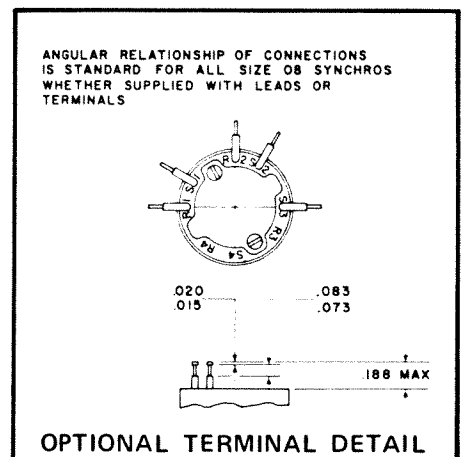 ANGULAR RELATIONSHIP OF CONNECTIONS
IS STANDARD FOR ALL SIZE 08 SYNCHROS
WHETHER SUPPLIED WITH LEADS OR
TERMINALS
R2 S2
S1
R1 S3
R4 S4 R3
.020 .083
.015 .073
.188 MAX
OPTIONAL TERMINAL DETAIL